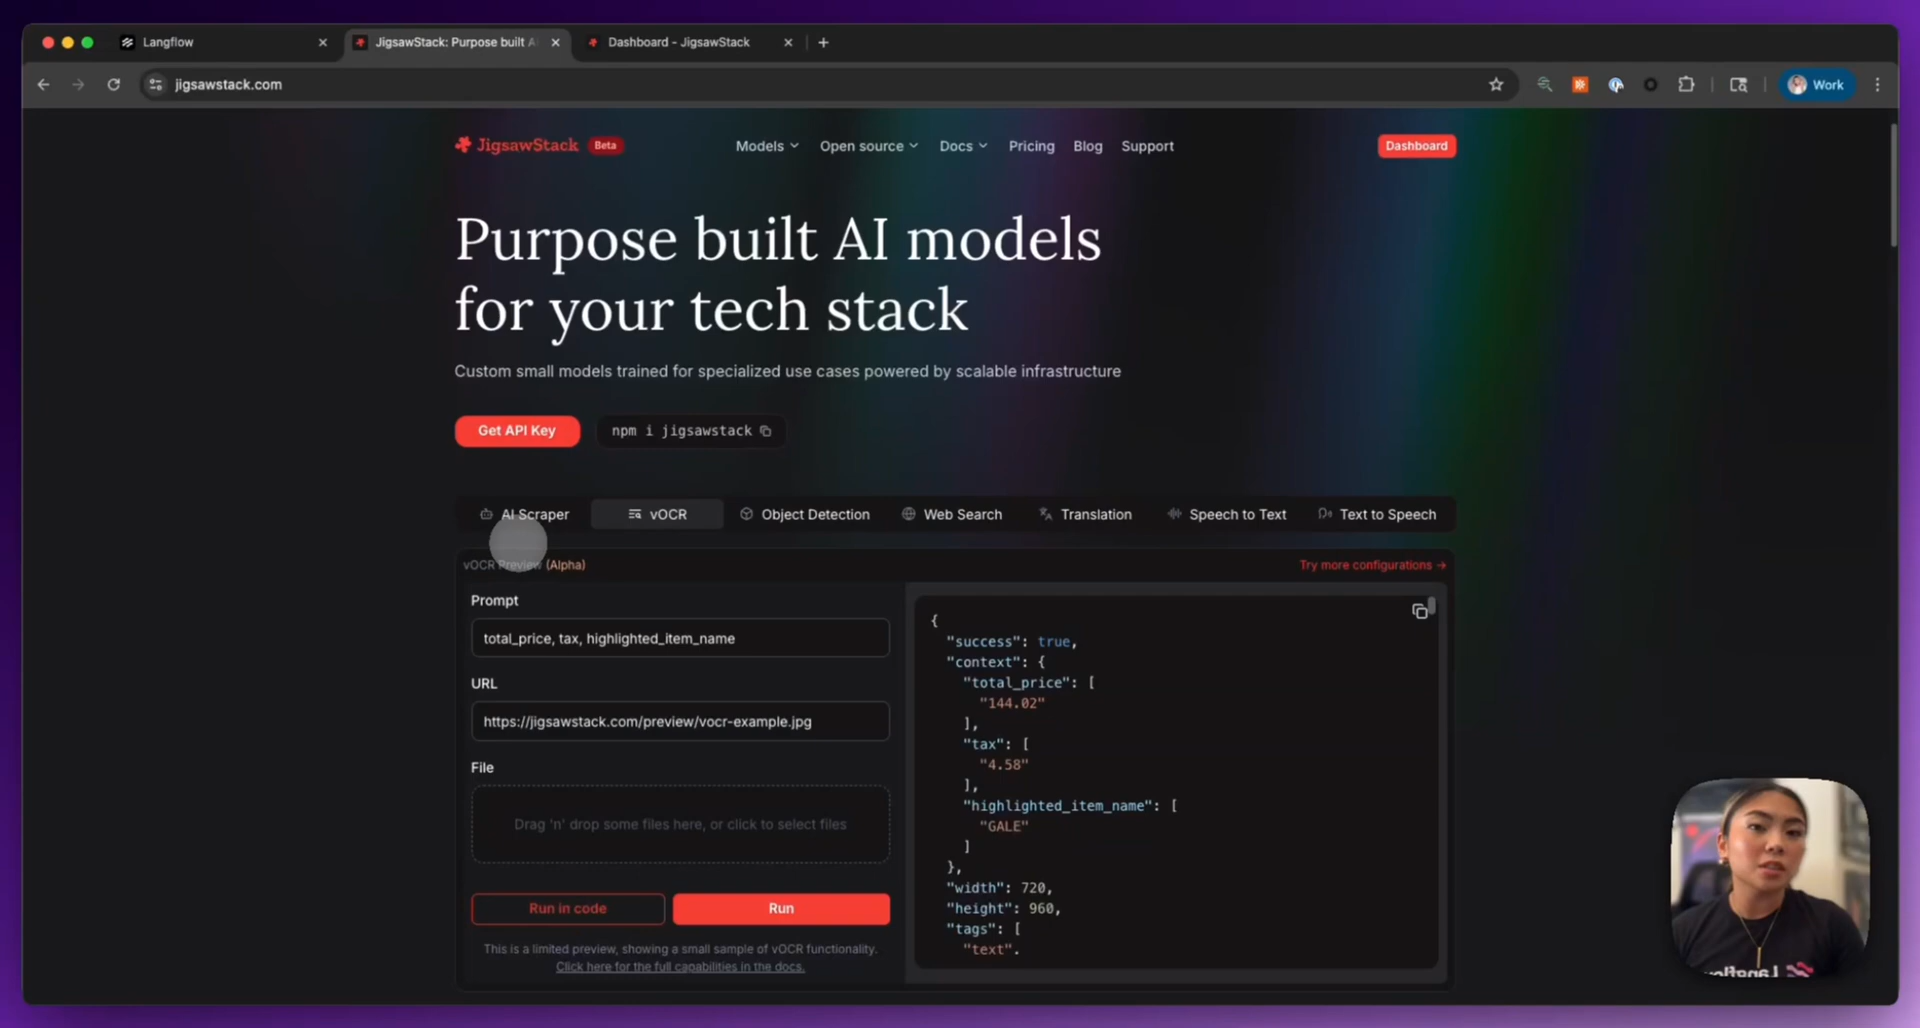 Langflow
JigsawStack: Purpose built A
Dashboard - JigsawStack
jigsawstack.com
Work
JigsawStack Beta
Models
Open source
Docs
Pricing
Blog
Support
Dashboard
Purpose built AI models
for your tech stack
Custom small models trained for specialized use cases powered by scalable infrastructure
Get API Key
npm i jigsawstack
AI Scraper
vOCR
Object Detection
Web Search
Translation
Speech to Text
Text to Speech
vOCR Preview (Alpha)
Try more configurations →
Prompt
total_price, tax, highlighted_item_name
URL
https://jigsawstack.com/preview/vocr-example.jpg
File
Drag 'n' drop some files here, or click to select files
Run in code
Run
This is a limited preview, showing a small sample of vOCR functionality.
Click here for the full capabilities in the docs.
{
"success": true,
"context": {
"total_price": [
"144.02"
],
"tax": [
"4.58"
],
"highlighted_item_name": [
"GALE"
]
},
"width": 720,
"height": 960,
"tags": [
"text".
Langflow